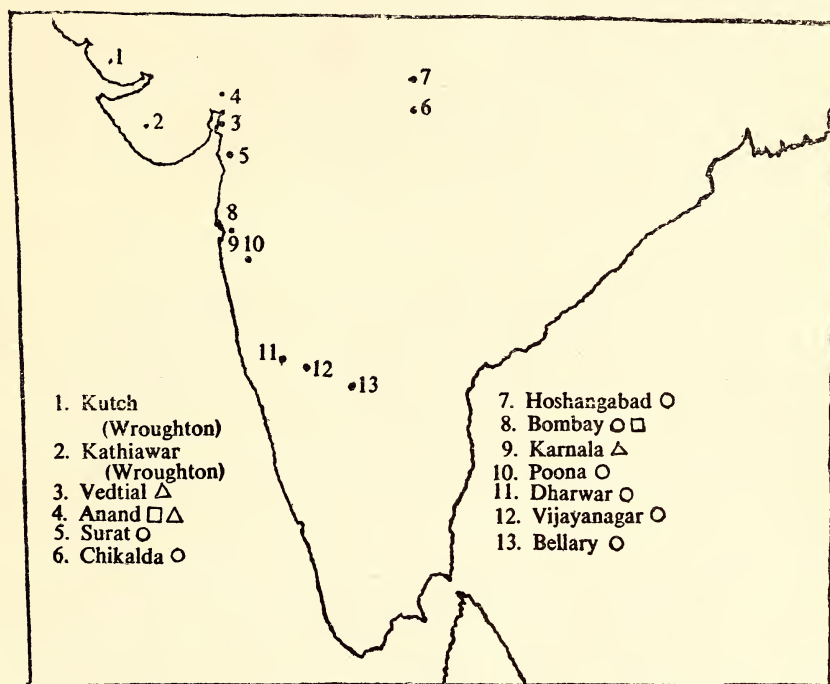 1
7
4
6
2
3
5
8
9 10
11
12
13
1. Kutch
(Wroughton)
2. Kathiawar
(Wroughton)
3. Vedtial △
4. Anand □ △
5. Surat ○
6. Chikalda ○
7. Hoshangabad ○
8. Bombay ○ □
9. Karnala △
10. Poona ○
11. Dharwar ○
12. Vijayanagar ○
13. Bellary ○